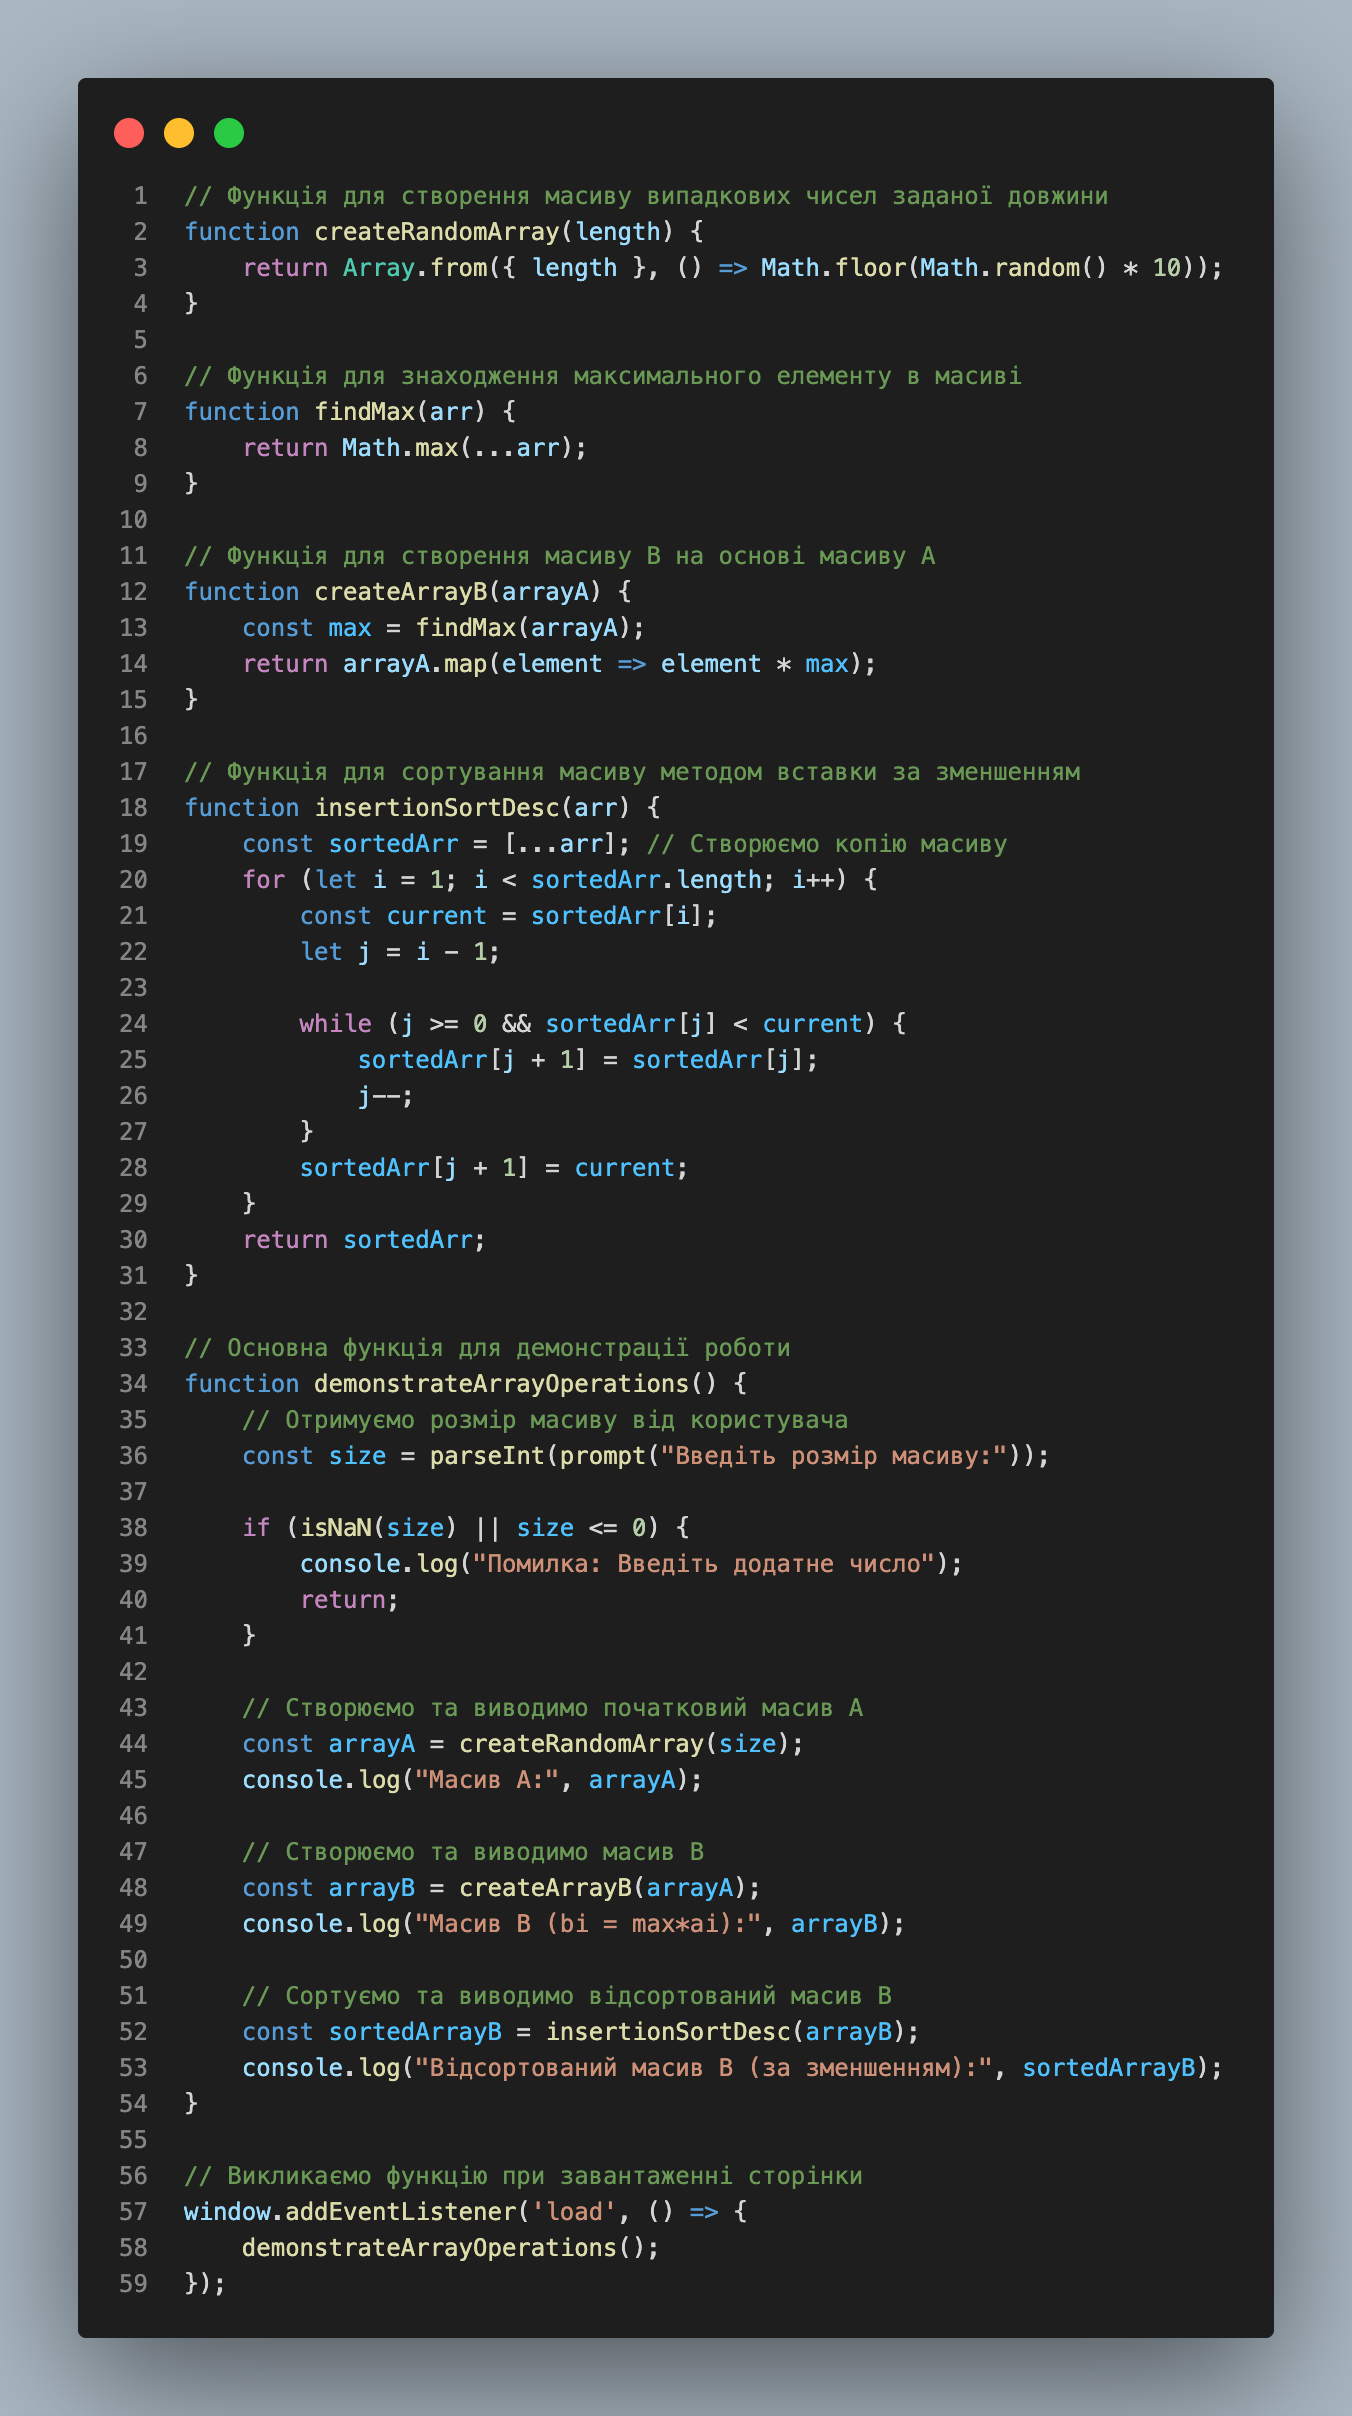 1 // Функція для створення масиву випадкових чисел заданої довжини
2 function createRandomArray(length) {
3     return Array.from({ length }, () => Math.floor(Math.random() * 10));
4 }
5
6 // Функція для знаходження максимального елементу в масиві
7 function findMax(arr) {
8     return Math.max(...arr);
9 }
10
11 // Функція для створення масиву B на основі масиву A
12 function createArrayB(arrayA) {
13     const max = findMax(arrayA);
14     return arrayA.map(element => element * max);
15 }
16
17 // Функція для сортування масиву методом вставки за зменшенням
18 function insertionSortDesc(arr) {
19     const sortedArr = [...arr]; // Створюємо копію масиву
20     for (let i = 1; i < sortedArr.length; i++) {
21         const current = sortedArr[i];
22         let j = i - 1;
23
24         while (j >= 0 && sortedArr[j] < current) {
25             sortedArr[j + 1] = sortedArr[j];
26             j--;
27         }
28         sortedArr[j + 1] = current;
29     }
30     return sortedArr;
31 }
32
33 // Основна функція для демонстрації роботи
34 function demonstrateArrayOperations() {
35     // Отримуємо розмір масиву від користувача
36     const size = parseInt(prompt("Введіть розмір масиву:"));
37
38     if (isNaN(size) || size <= 0) {
39         console.log("Помилка: Введіть додатне число");
40         return;
41     }
42
43     // Створюємо та виводимо початковий масив A
44     const arrayA = createRandomArray(size);
45     console.log("Масив A:", arrayA);
46
47     // Створюємо та виводимо масив B
48     const arrayB = createArrayB(arrayA);
49     console.log("Масив B (bi = max*ai):", arrayB);
50
51     // Сортуємо та виводимо відсортований масив B
52     const sortedArrayB = insertionSortDesc(arrayB);
53     console.log("Відсортований масив B (за зменшенням):", sortedArrayB);
54 }
55
56 // Викликаємо функцію при завантаженні сторінки
57 window.addEventListener('load', () => {
58     demonstrateArrayOperations();
59 });